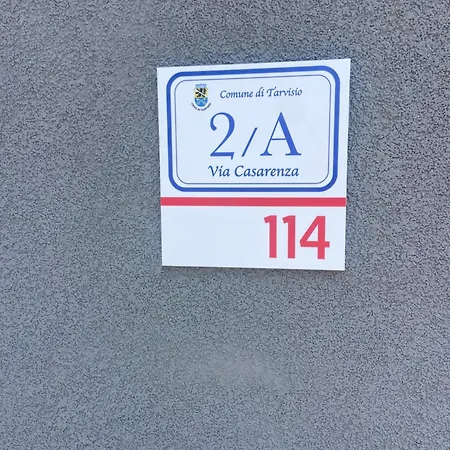 Comune di Tarvisio
2/A
Via Casarenza
114